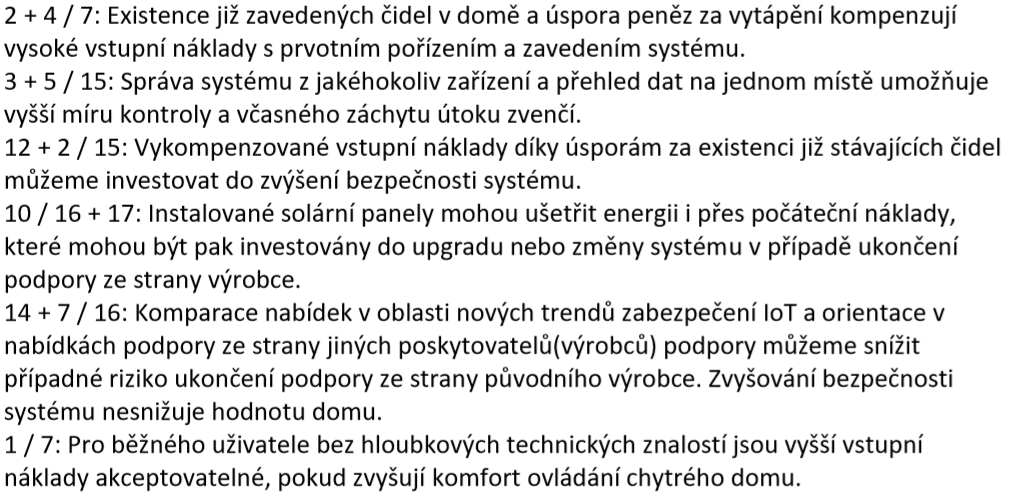 2 + 4 / 7: Existence již zavedených čidel v domě a úspora peněz za vytápění kompenzují
vysoké vstupní náklady s prvotním pořízením a zavedením systému.
3 + 5 / 15: Správa systému z jakéhokoliv zařízení a přehled dat na jednom místě umožňuje
vyšší míru kontroly a včasného záchytu útoku zvenčí.
12 + 2 / 15: Vykompenzované vstupní náklady díky úsporám za existenci již stávajících čidel
můžeme investovat do zvýšení bezpečnosti systému.
10 / 16 + 17: Instalované solární panely mohou ušetřit energii i přes počáteční náklady,
které mohou být pak investovány do upgradu nebo změny systému v případě ukončení
podpory ze strany výrobce.
14 + 7 / 16: Komparace nabídek v oblasti nových trendů zabezpečení IoT a orientace v
nabídkách podpory ze strany jiných poskytovatelů(výrobců) podpory můžeme snížit
případné riziko ukončení podpory ze strany původního výrobce. Zvyšování bezpečnosti
systému nesnižuje hodnotu domu.
1 / 7: Pro běžného uživatele bez hloubkových technických znalostí jsou vyšší vstupní
náklady akceptovatelné, pokud zvyšují komfort ovládání chytrého domu.